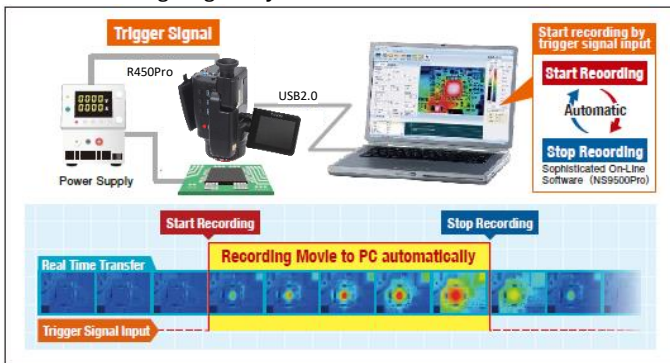 Trigger Signal
R450Pro
USB2.0
Power Supply
Start recording by
trigger signal input
Start Recording
Automatic
Stop Recording
Sophisticated On-Line
Software (NS9500Pro)
Start Recording
Stop Recording
Recording Movie to PC automatically
Real Time Transfer
Trigger Signal Input